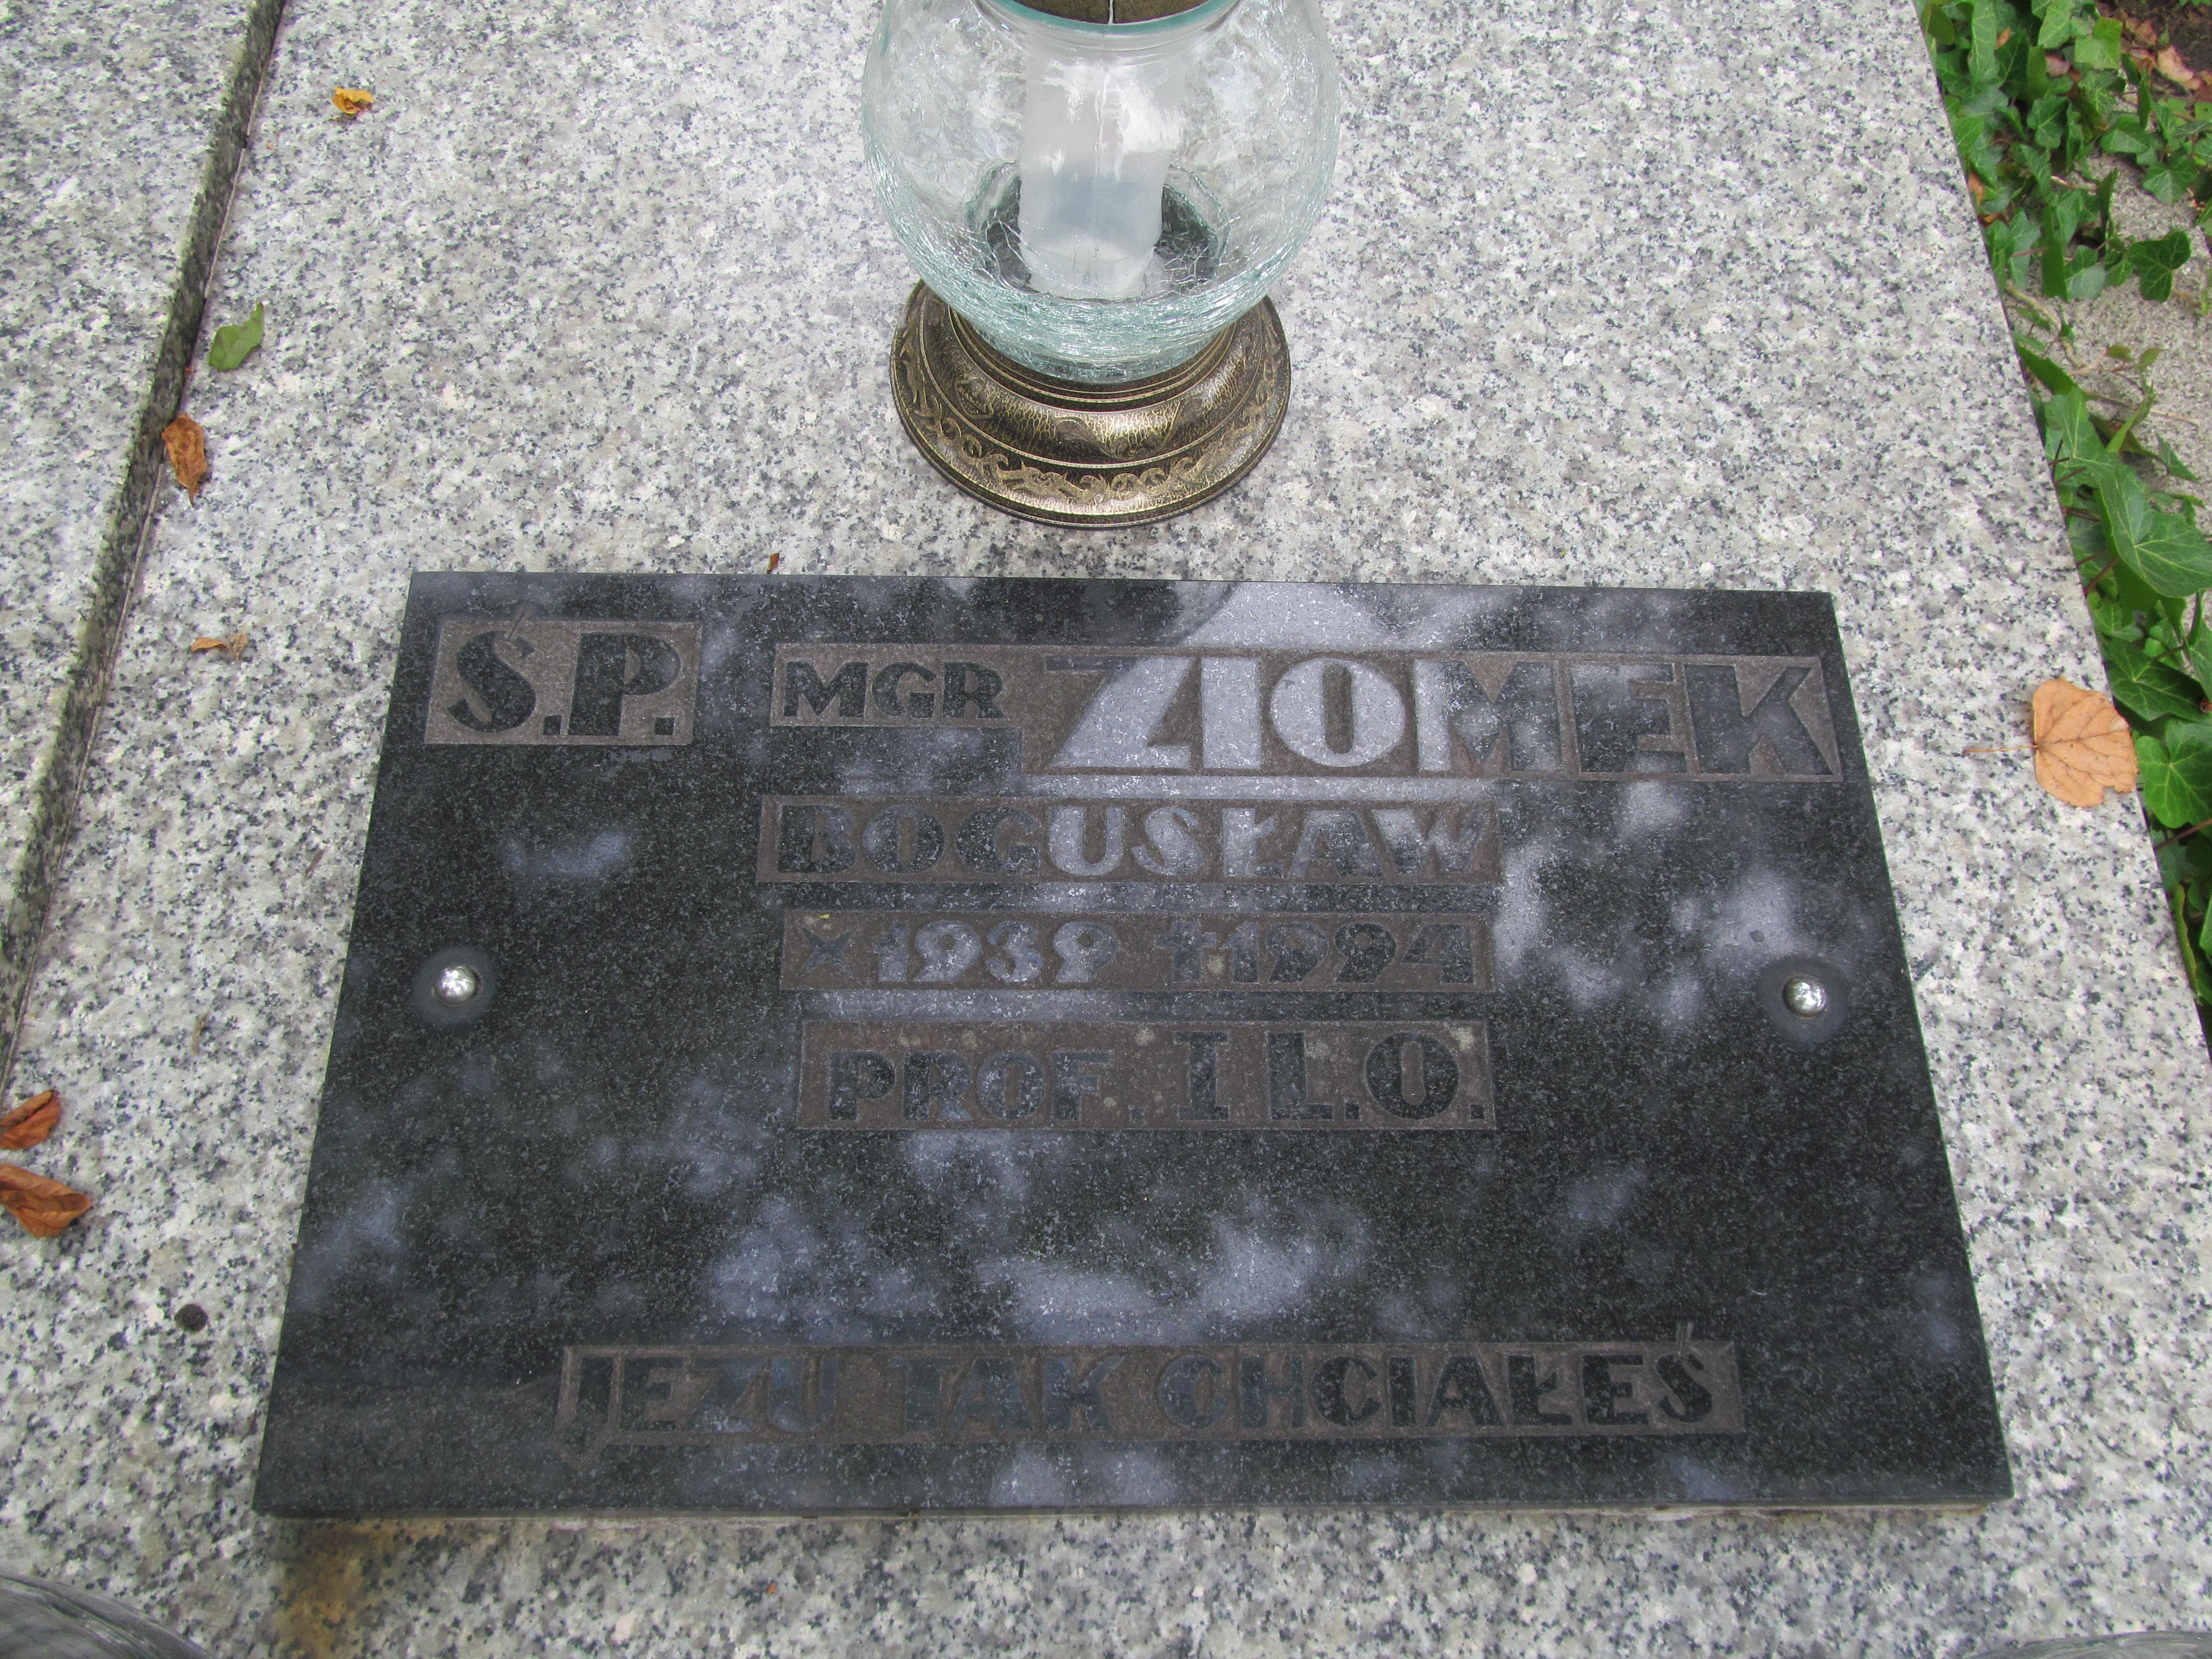 Ś.P. MGR ZIOMEK
BOGUSŁAW
*1939 †1994
PROF. I L.O.
JEZU TAK CHCIAŁEŚ